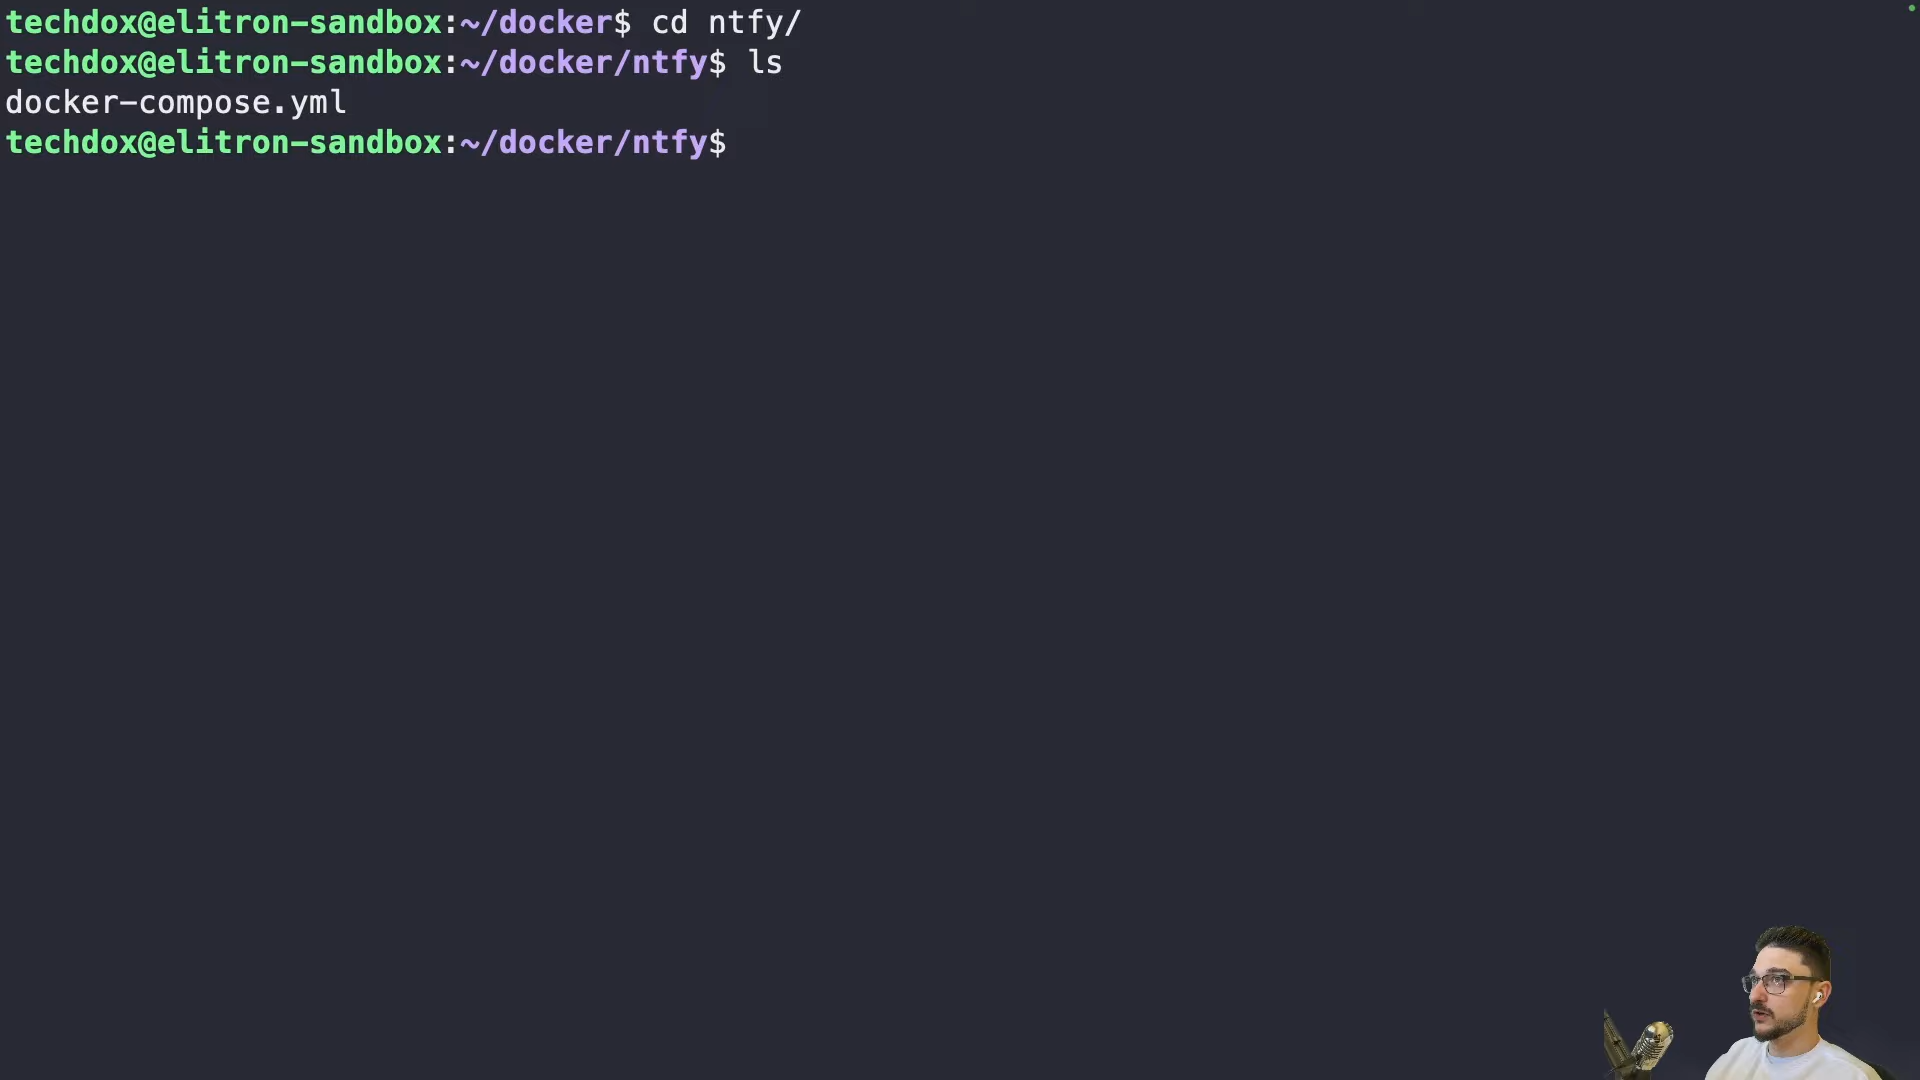 techdox@elitron-sandbox:~/docker$ cd ntfy/
techdox@elitron-sandbox:~/docker/ntfy$ ls
docker-compose.yml
techdox@elitron-sandbox:~/docker/ntfy$